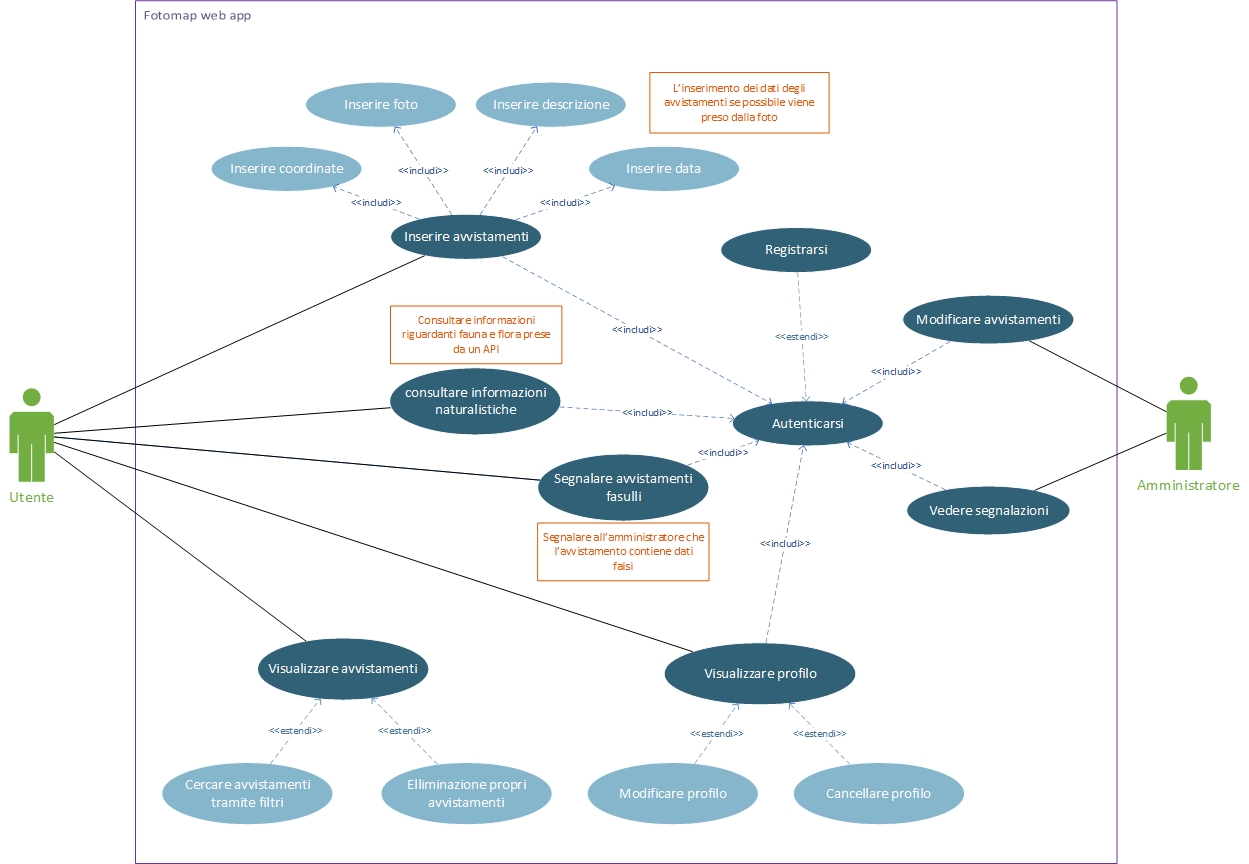 Fotomap web app
Inserire foto
Inserire descrizione
L'inserimento dei dati degli
avvistamenti se possibile viene
preso dalla foto
Inserire coordinate
<<includi>>
<<includi>>
Inserire data
<<includi>>
<<includi>>
Inserire avvistamenti
Registrarsi
Consultare informazioni
riguardanti fauna e flora prese
da un API
<<includi>>
<<estendi>>
Modificare avvistamenti
<<includi>>
consultare informazioni
naturalistiche
<<includi>>
Autenticarsi
<<includi>>
<<includi>>
Segnalare avvistamenti
fasulli
Vedere segnalazioni
Utente
Amministratore
Segnalare all'amministratore che
l'avvistamento contiene dati
falsi
<<includi>>
Visualizzare avvistamenti
Visualizzare profilo
<<estendi>>
<<estendi>>
<<estendi>>
<<estendi>>
Cercare avvistamenti
tramite filtri
Elliminazione propri
avvistamenti
Modificare profilo
Cancellare profilo